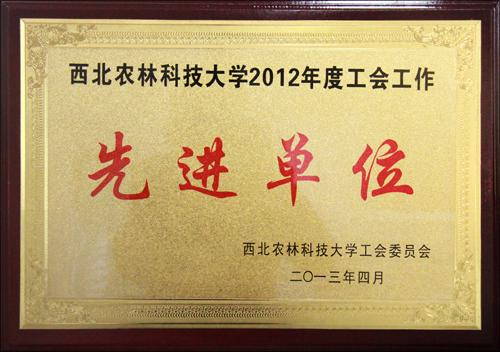 西北农林科技大学2012年度工会工作
先进单位
西北农林科技大学工会委员会
二〇一三年四月